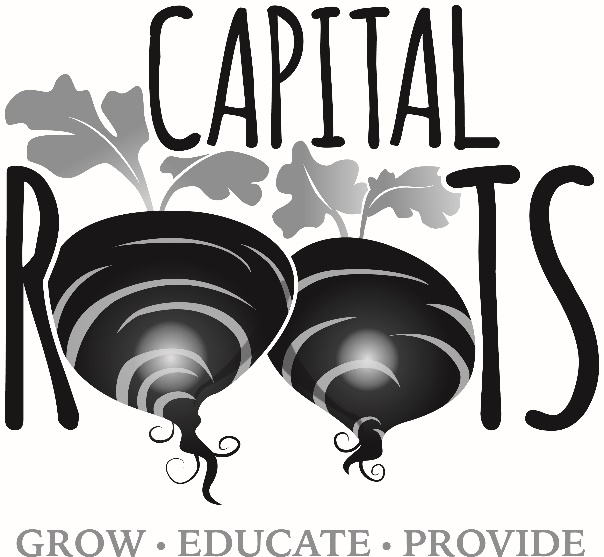 CAPITAL
ROOTS
GROW • EDUCATE • PROVIDE